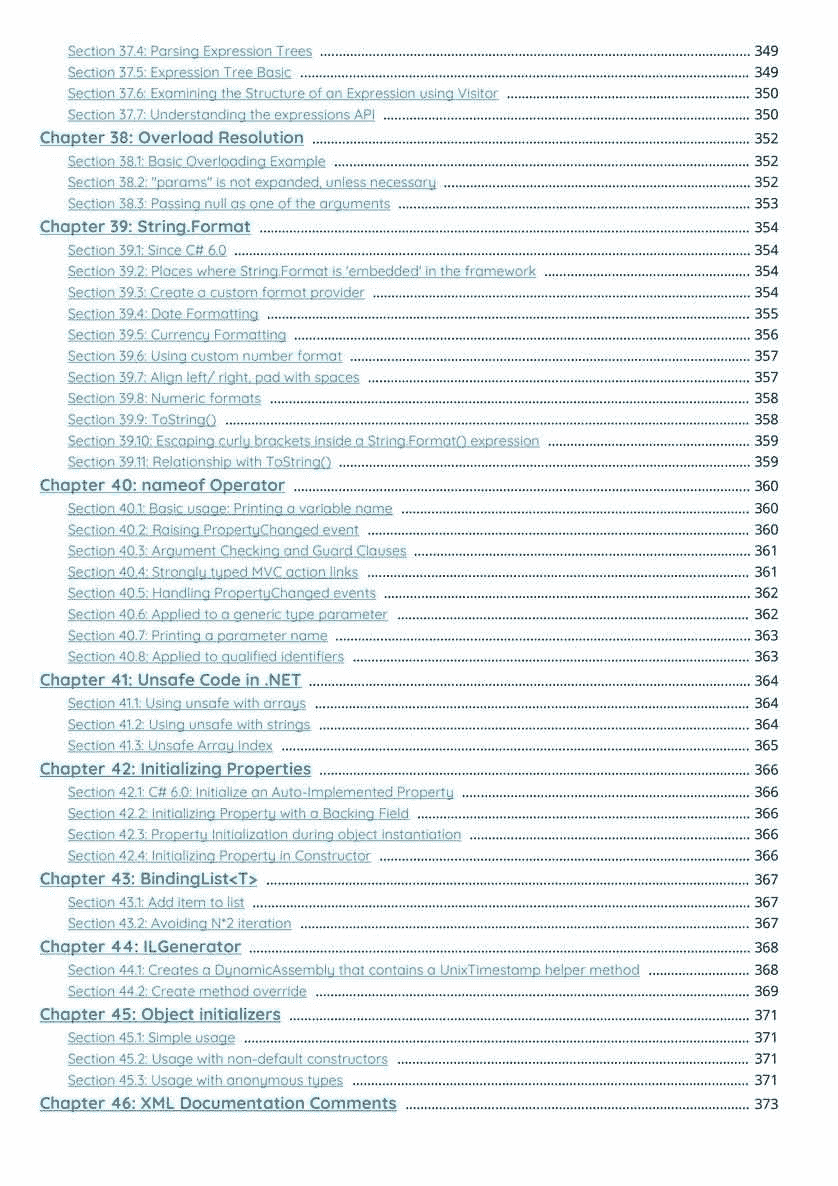 Section 37.4: Parsing Expression Trees ........ 349
Section 37.5: Expression Tree Basic ........ 349
Section 37.6: Examining the Structure of an Expression using Visitor ........ 350
Section 37.7: Understanding the expressions API ........ 350
Chapter 38: Overload Resolution ........ 352
Section 38.1: Basic Overloading Example ........ 352
Section 38.2: "params" is not expanded, unless necessary ........ 352
Section 38.3: Passing null as one of the arguments ........ 353
Chapter 39: String.Format ........ 354
Section 39.1: Since C# 6.0 ........ 354
Section 39.2: Places where String.Format is 'embedded' in the framework ........ 354
Section 39.3: Create a custom format provider ........ 354
Section 39.4: Date Formatting ........ 355
Section 39.5: Currency Formatting ........ 356
Section 39.6: Using custom number format ........ 357
Section 39.7: Align left/ right, pad with spaces ........ 357
Section 39.8: Numeric formats ........ 358
Section 39.9: ToString() ........ 358
Section 39.10: Escaping curly brackets inside a String.Format() expression ........ 359
Section 39.11: Relationship with ToString() ........ 359
Chapter 40: nameof Operator ........ 360
Section 40.1: Basic usage: Printing a variable name ........ 360
Section 40.2: Raising PropertyChanged event ........ 360
Section 40.3: Argument Checking and Guard Clauses ........ 361
Section 40.4: Strongly typed MVC action links ........ 361
Section 40.5: Handling PropertyChanged events ........ 362
Section 40.6: Applied to a generic type parameter ........ 362
Section 40.7: Printing a parameter name ........ 363
Section 40.8: Applied to qualified identifiers ........ 363
Chapter 41: Unsafe Code in .NET ........ 364
Section 41.1: Using unsafe with arrays ........ 364
Section 41.2: Using unsafe with strings ........ 364
Section 41.3: Unsafe Array Index ........ 365
Chapter 42: Initializing Properties ........ 366
Section 42.1: C# 6.0: Initialize an Auto-Implemented Property ........ 366
Section 42.2: Initializing Property with a Backing Field ........ 366
Section 42.3: Property Initialization during object instantiation ........ 366
Section 42.4: Initializing Property in Constructor ........ 366
Chapter 43: BindingList<T> ........ 367
Section 43.1: Add item to list ........ 367
Section 43.2: Avoiding N*2 iteration ........ 367
Chapter 44: ILGenerator ........ 368
Section 44.1: Creates a DynamicAssembly that contains a UnixTimestamp helper method ........ 368
Section 44.2: Create method override ........ 369
Chapter 45: Object initializers ........ 371
Section 45.1: Simple usage ........ 371
Section 45.2: Usage with non-default constructors ........ 371
Section 45.3: Usage with anonymous types ........ 371
Chapter 46: XML Documentation Comments ........ 373